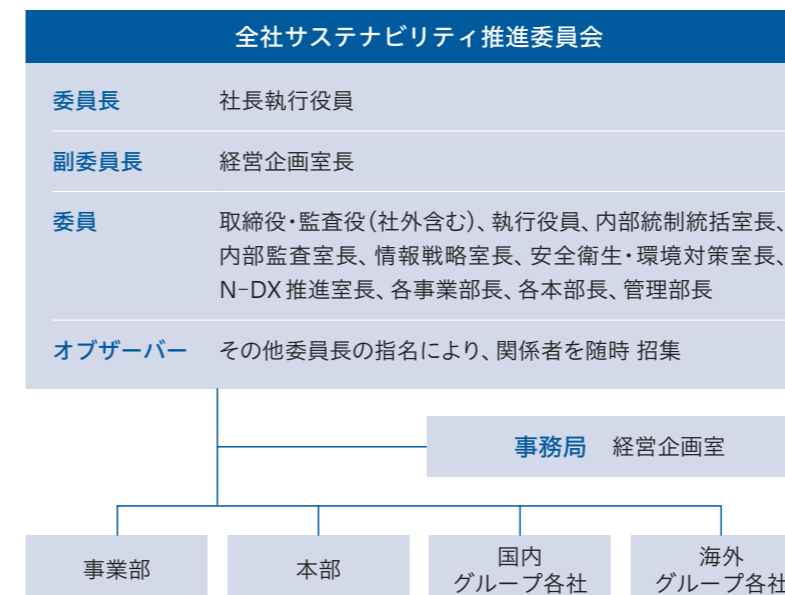 全社サステナビリティ推進委員会
委員長 社長執行役員
副委員長 経営企画室長
委員 取締役・監査役(社外含む)、執行役員、内部統制統括室長、
内部監査室長、情報戦略室長、安全衛生・環境対策室長、
N-DX推進室長、各事業部長、各本部長、管理部長
オブザーバー その他委員長の指名により、関係者を随時 招集
事務局 経営企画室
事業部
本部
国内
グループ各社
海外
グループ各社